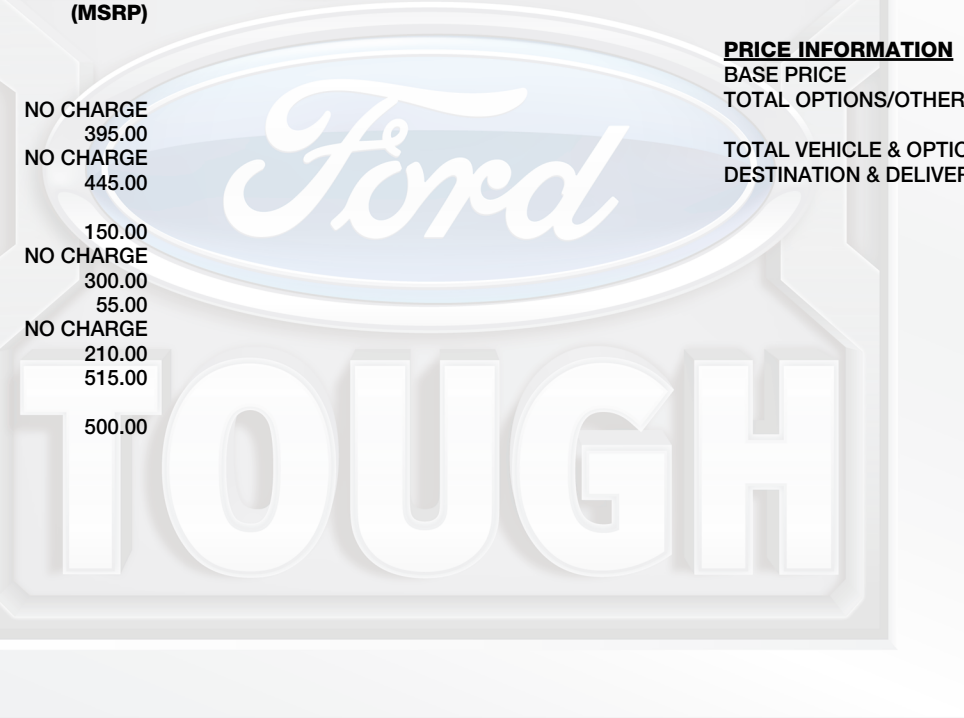 (MSRP)
NO CHARGE
395.00
NO CHARGE
445.00
150.00
NO CHARGE
300.00
55.00
NO CHARGE
210.00
515.00
500.00
PRICE INFORMATION
BASE PRICE
TOTAL OPTIONS/OTHER
TOTAL VEHICLE & OPTIO
DESTINATION & DELIVER
Ford
TOUGH